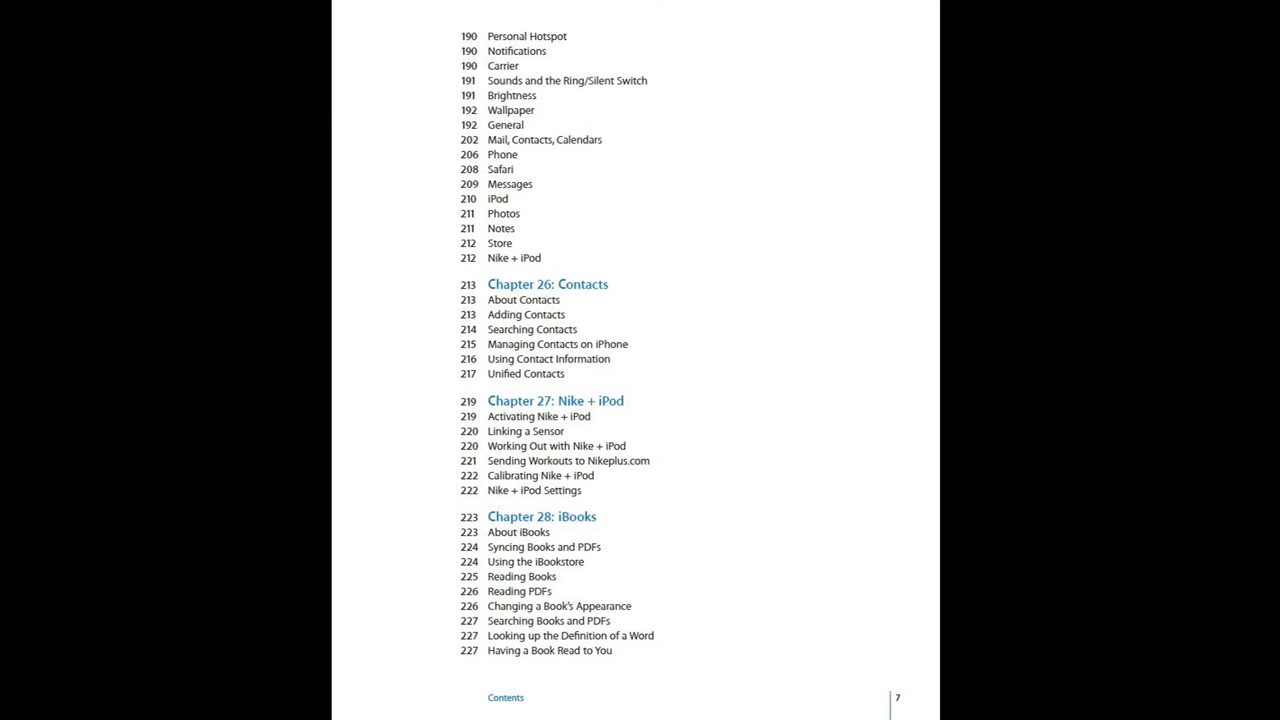 190 Personal Hotspot
190 Notifications
190 Carrier
191 Sounds and the Ring/Silent Switch
191 Brightness
192 Wallpaper
192 General
202 Mail, Contacts, Calendars
206 Phone
208 Safari
209 Messages
210 iPod
211 Photos
211 Notes
212 Store
212 Nike + iPod
213 Chapter 26: Contacts
213 About Contacts
213 Adding Contacts
214 Searching Contacts
215 Managing Contacts on iPhone
216 Using Contact Information
217 Unified Contacts
219 Chapter 27: Nike + iPod
219 Activating Nike + iPod
220 Linking a Sensor
220 Working Out with Nike + iPod
221 Sending Workouts to Nikeplus.com
222 Calibrating Nike + iPod
222 Nike + iPod Settings
223 Chapter 28: iBooks
223 About iBooks
224 Syncing Books and PDFs
224 Using the iBookstore
225 Reading Books
226 Reading PDFs
226 Changing a Book's Appearance
227 Searching Books and PDFs
227 Looking up the Definition of a Word
227 Having a Book Read to You
Contents 7